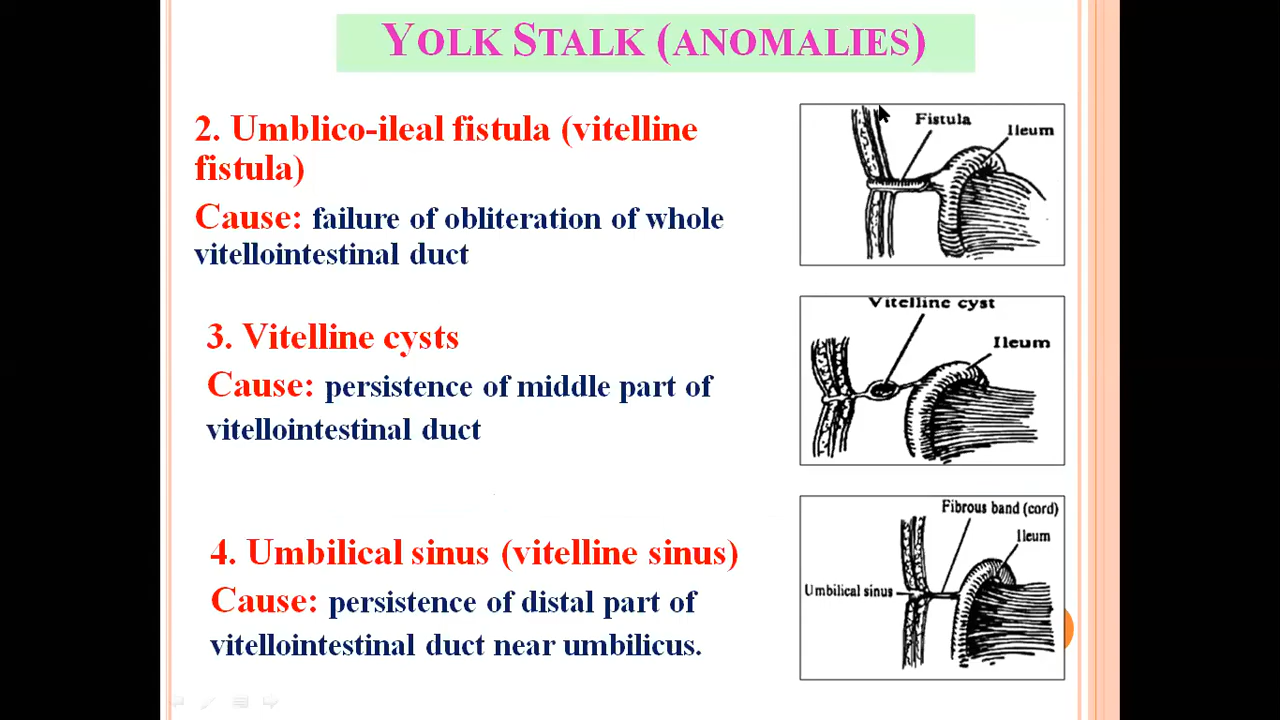 YOLK STALK (ANOMALIES)
2. Umblico-ileal fistula (vitelline
fistula)
Cause: failure of obliteration of whole
vitellointestinal duct
Fistula
Ileum
3. Vitelline cysts
Cause: persistence of middle part of
vitellointestinal duct
Vitelline cyst
Ileum
4. Umbilical sinus (vitelline sinus)
Cause: persistence of distal part of
vitellointestinal duct near umbilicus.
Fibrous band (cord)
Ileum
Umbilical sinus